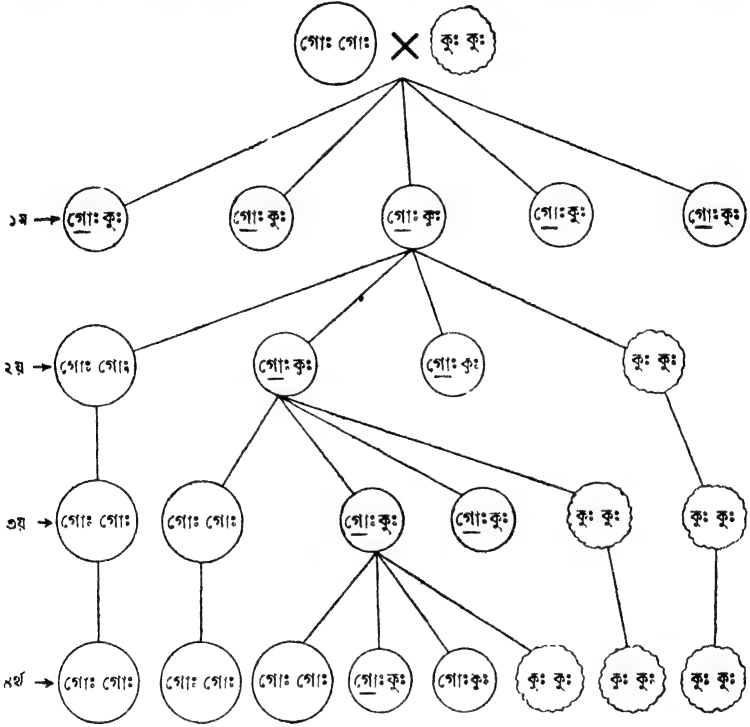 গোঃ গোঃ × কুঃ কুঃ
১ম → গোঃ কুঃ গোঃ কুঃ গোঃ কুঃ গোঃ কুঃ গোঃ কুঃ
২য় → গোঃ গোঃ গোঃ কুঃ গোঃ কুঃ কুঃ কুঃ
৩য় → গোঃ গোঃ গোঃ গোঃ গোঃ কুঃ গোঃ কুঃ কুঃ কুঃ কুঃ কুঃ
৪র্থ → গোঃ গোঃ গোঃ গোঃ গোঃ গোঃ গোঃ কুঃ গোঃ কুঃ কুঃ কুঃ কুঃ কুঃ কুঃ কুঃ